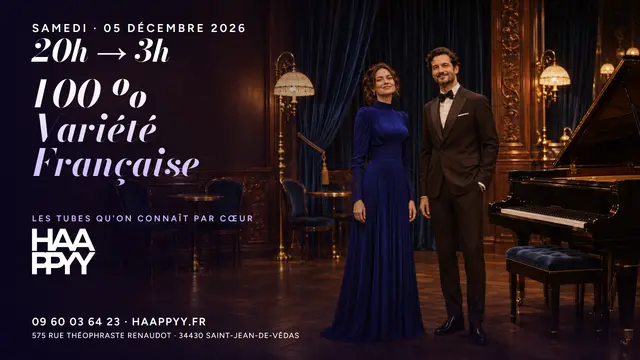 SAMEDI · 05 DÉCEMBRE 2026
20h → 3h
100 %
Variété
Française
LES TUBES QU'ON CONNAÎT PAR CŒUR
HAA
PPYY
09 60 03 64 23 · HAAPPYY.FR
575 RUE THÉOPHRASTE RENAUDOT · 34430 SAINT-JEAN-DE-VÉDAS